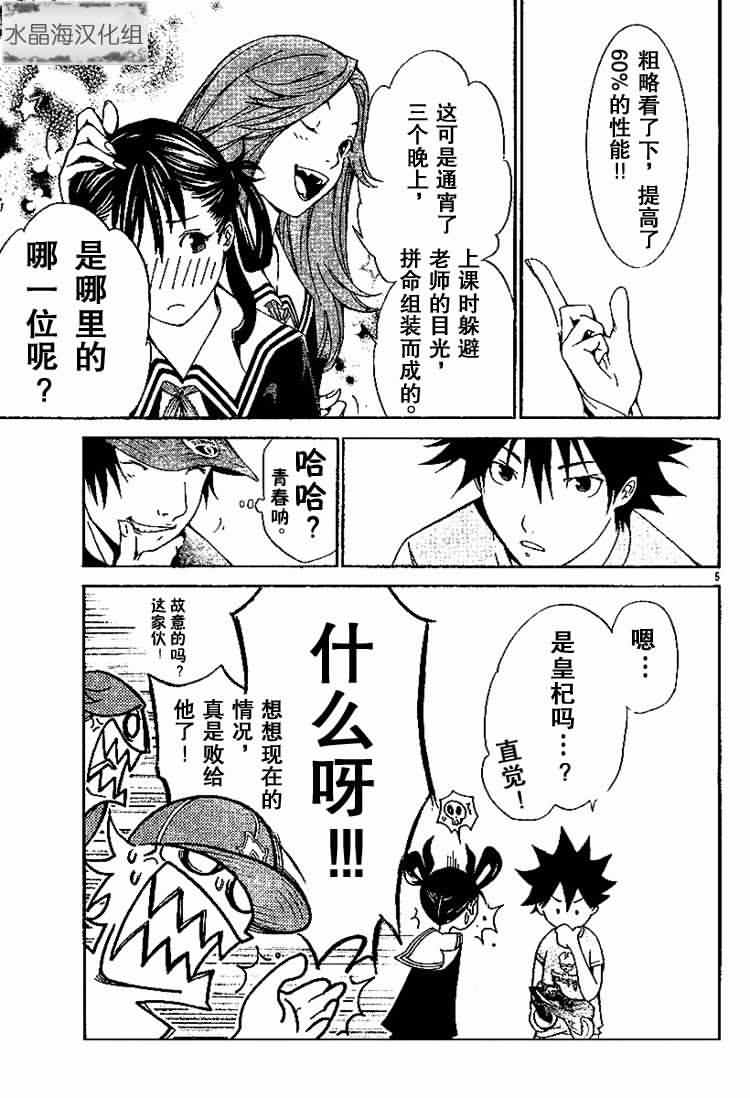 水晶海汉化组
粗略看了下，提高了
60%的性能!!
这可是通宵了
三个晚上，
上课时躲避
老师的目光，
拼命组装而成的。
是哪里的
哪一位呢？
哈哈？
青春呐。
5
嗯…
是皇杞吗…？
直觉！
什么呀!!!
想想现在的
情况，
真是败给
他了！
故意的吗？
这家伙！